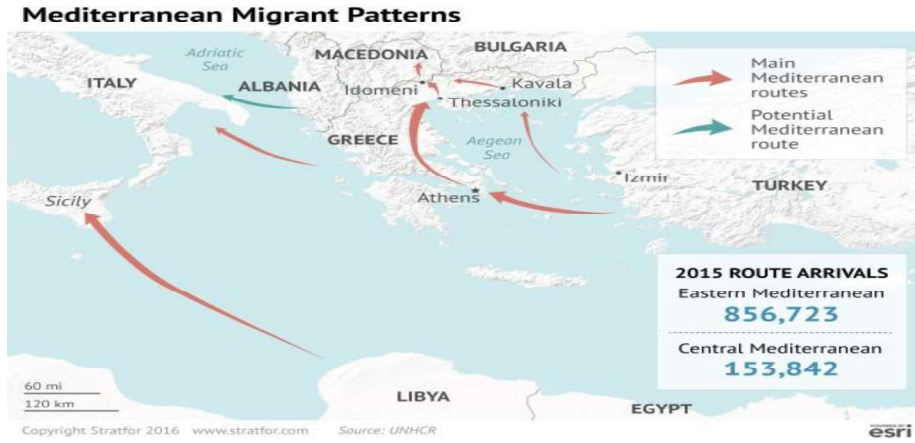 Mediterranean Migrant Patterns
Adriatic
Sea
MACEDONIA
BULGARIA
ITALY
ALBANIA
Idomeni
Kavala
Thessaloniki
GREECE
Aegean
Sea
Izmir
TURKEY
Athens
Sicily
Main
Mediterranean
routes
Potential
Mediterranean
route
2015 ROUTE ARRIVALS
Eastern Mediterranean
856,723
Central Mediterranean
153,842
60 mi
120 km
LIBYA
EGYPT
Copyright Stratfor 2016 www.stratfor.com Source: UNHCR
POWERED BY
esri